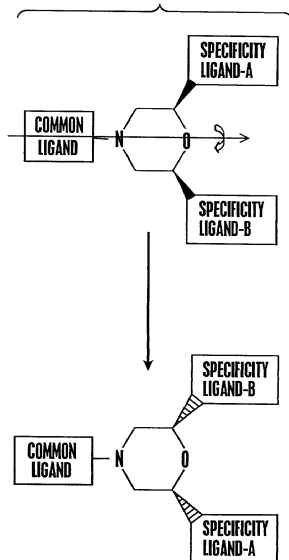 SPECIFICITY
LIGAND-A
COMMON
LIGAND
N
O
SPECIFICITY
LIGAND-B
SPECIFICITY
LIGAND-B
COMMON
LIGAND
N
O
SPECIFICITY
LIGAND-A